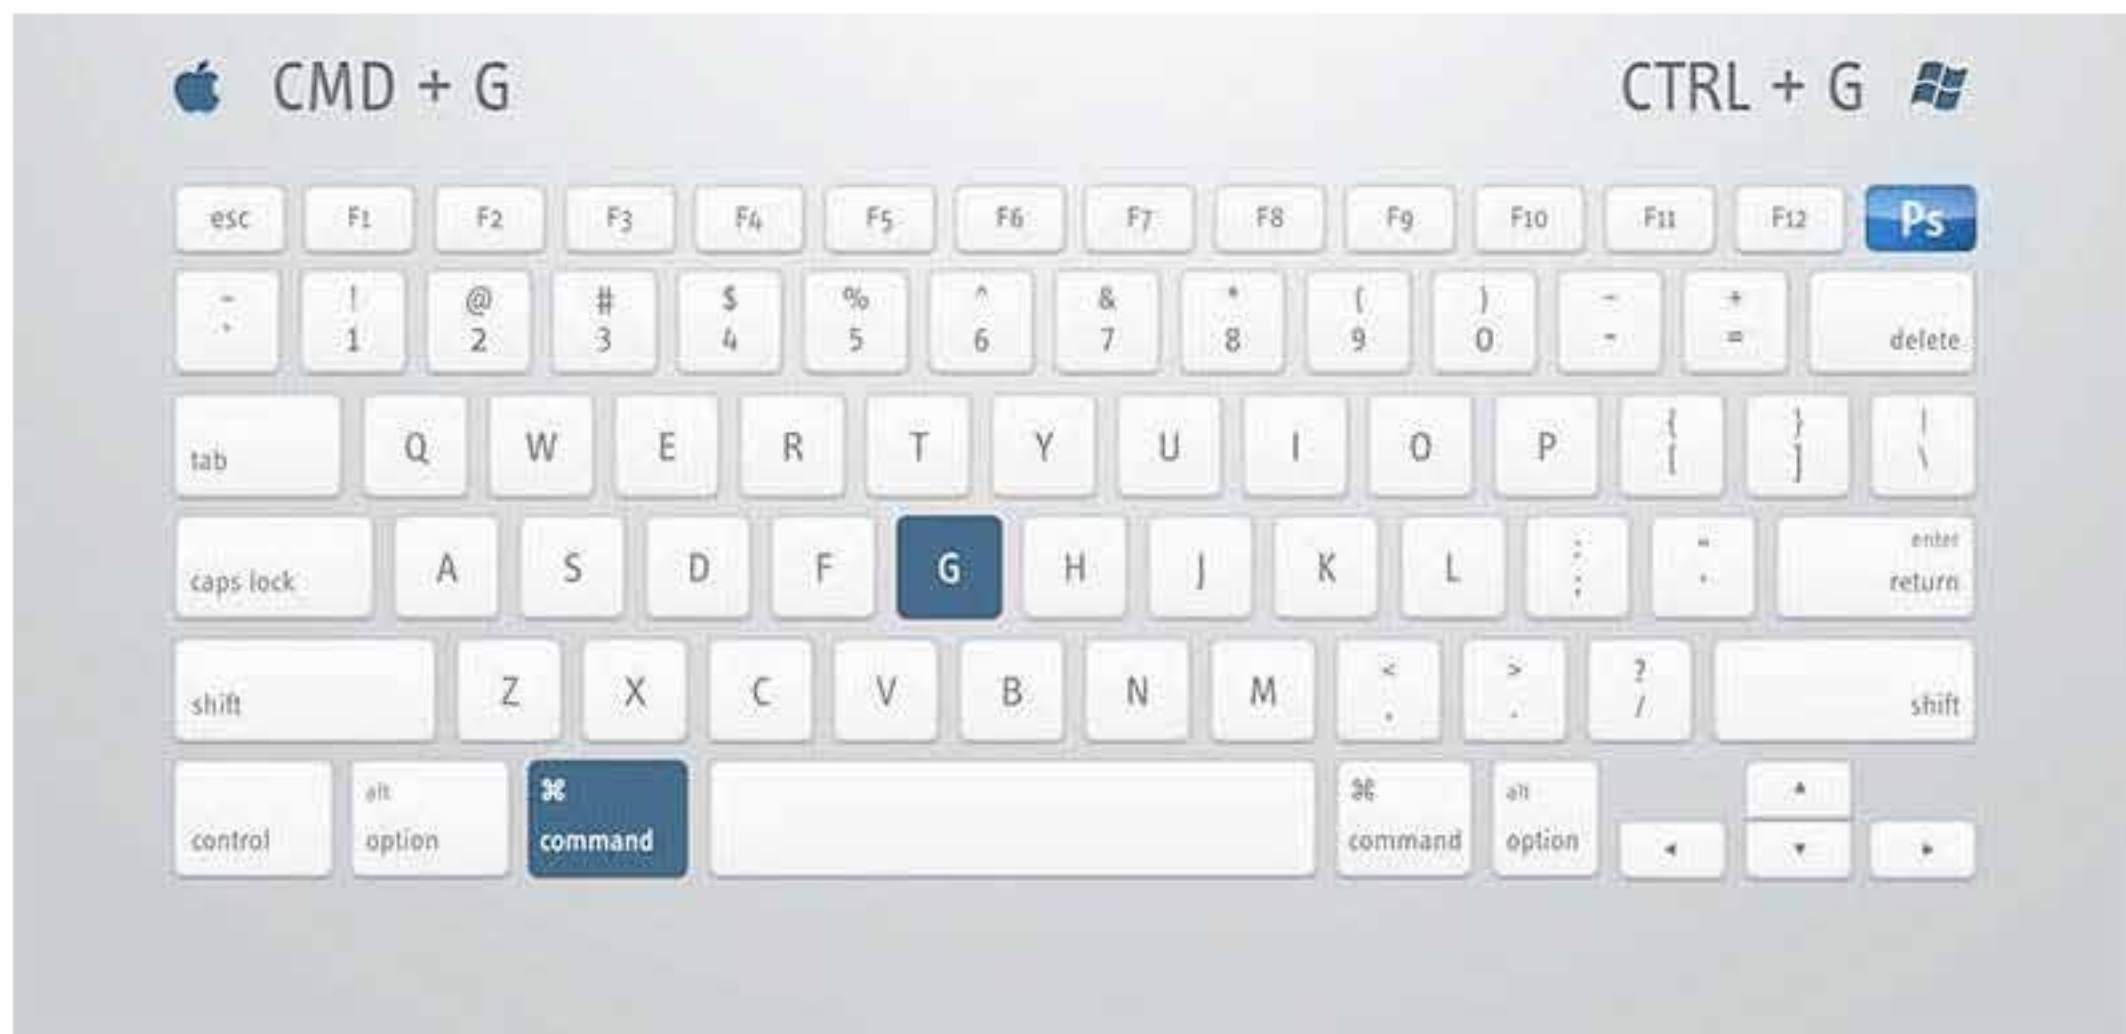 CMD + G CTRL + G
esc F1 F2 F3 F4 F5 F6 F7 F8 F9 F10 F11 F12 Ps
! @ # $ % ^ & * ( ) - +
1 2 3 4 5 6 7 8 9 0 - = delete
tab Q W E R T Y U I O P { } |
[ ] \
caps lock A S D F G H J K L : " enter
; ' return
shift Z X C V B N M < > ? shift
, . /
alt ⌘ ⌘ alt
control option command command option